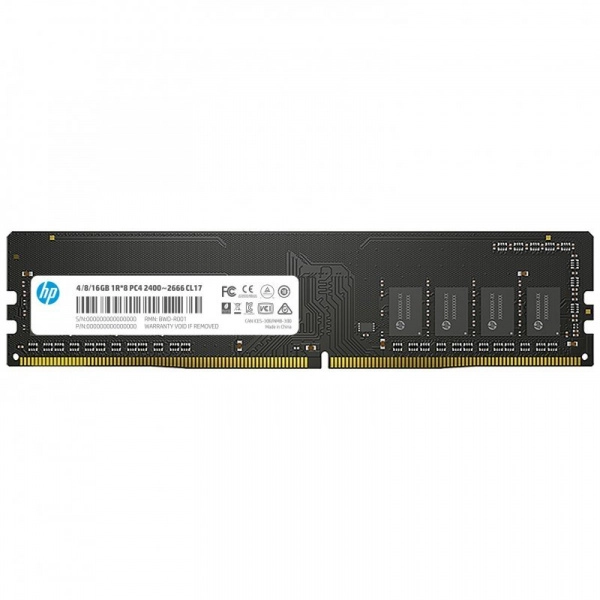 hp
4/8/16GB 1R*8 PC4 2400~2666 CL17
S/N:000000000000000
RMN: BWD-R001
P/N:000000000000000
WARRANTY VOID IF REMOVED
FC CE
Made in China